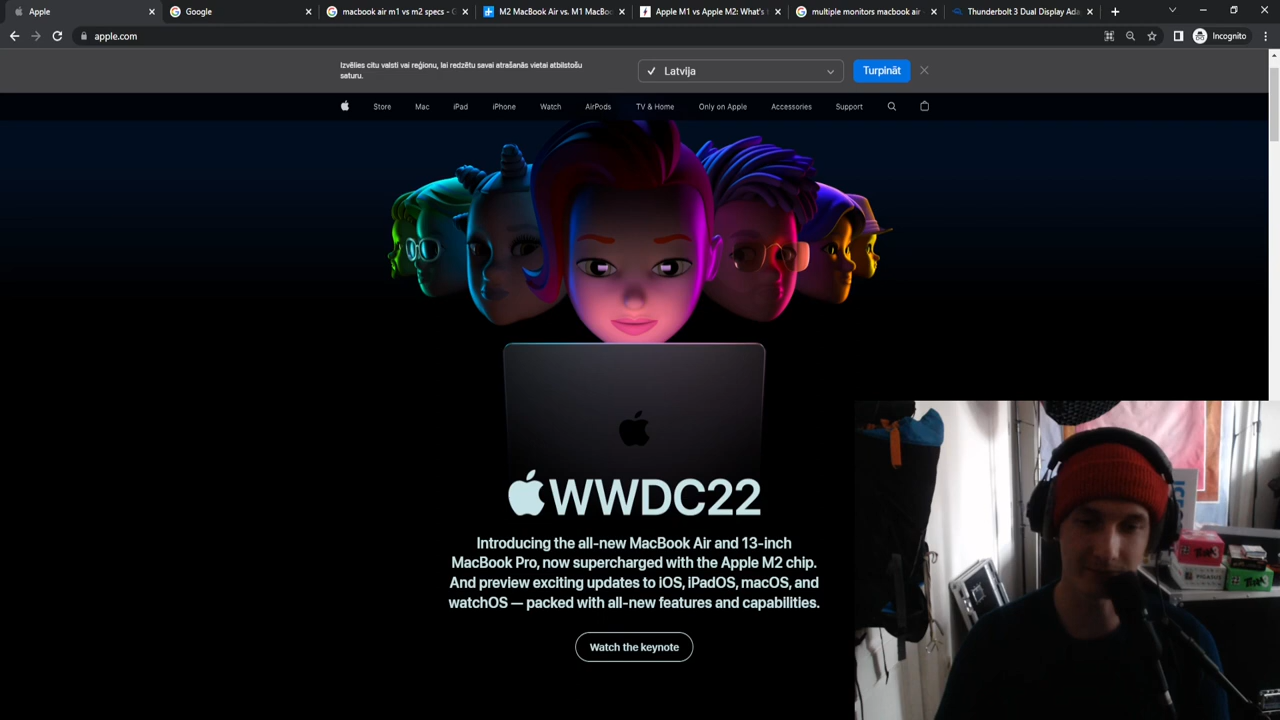 Apple
Google
macbook air m1 vs m2 specs - G
M2 MacBook Air vs. M1 MacBo
Apple M1 vs Apple M2: What's t
multiple monitors macbook air -
Thunderbolt 3 Dual Display Ada
apple.com
Incognito
Izvēlies citu valsti vai reģionu, lai redzētu savai atrašanās vietai atbilstošu
saturu.
Latvija
Turpināt
Store Mac iPad iPhone Watch AirPods TV & Home Only on Apple Accessories Support
WWDC22
Introducing the all-new MacBook Air and 13-inch
MacBook Pro, now supercharged with the Apple M2 chip.
And preview exciting updates to iOS, iPadOS, macOS, and
watchOS — packed with all-new features and capabilities.
Watch the keynote